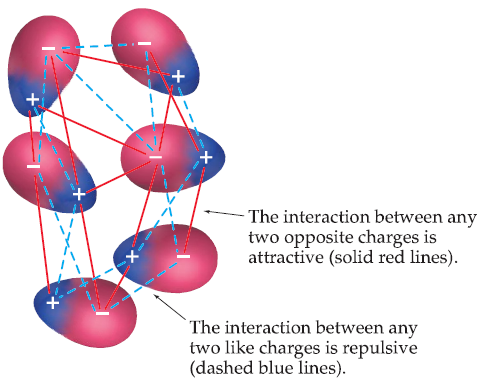 The interaction between any
two opposite charges is
attractive (solid red lines).
The interaction between any
two like charges is repulsive
(dashed blue lines).